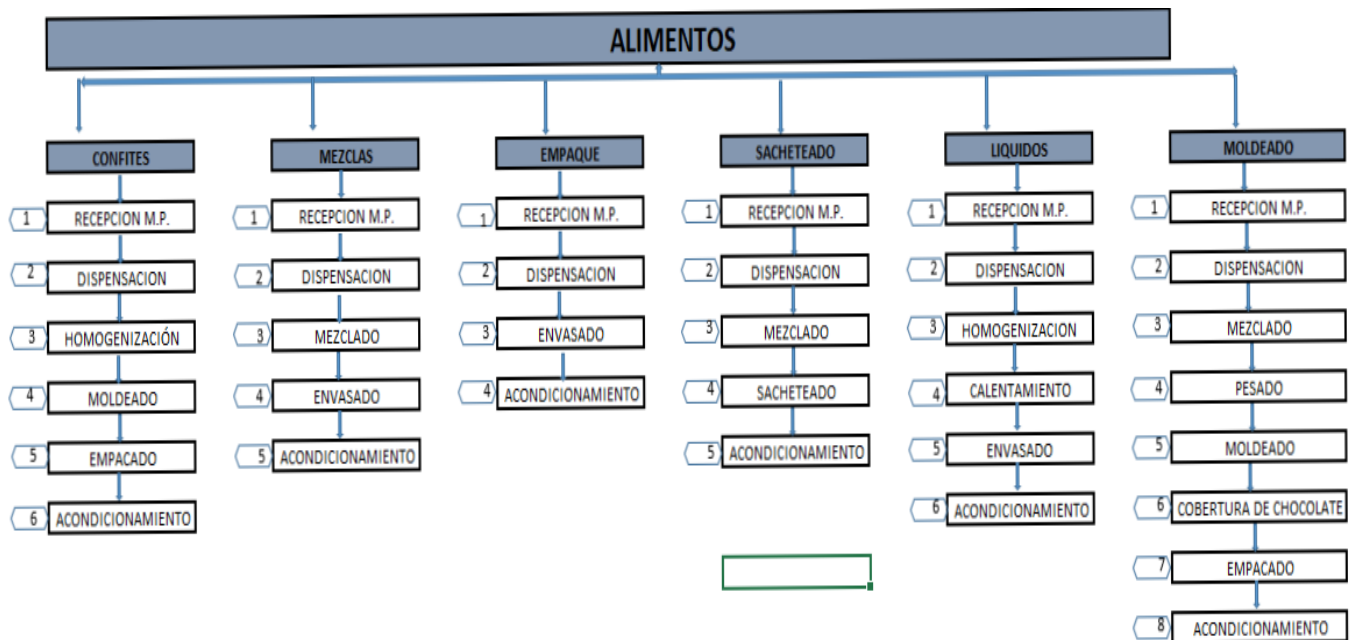 ALIMENTOS
CONFITES
1 RECEPCION M.P.
2 DISPENSACION
3 HOMOGENIZACIÓN
4 MOLDEADO
5 EMPACADO
6 ACONDICIONAMIENTO
MEZCLAS
1 RECEPCION M.P.
2 DISPENSACION
3 MEZCLADO
4 ENVASADO
5 ACONDICIONAMIENTO
EMPAQUE
1 RECEPCION M.P.
2 DISPENSACION
3 ENVASADO
4 ACONDICIONAMIENTO
SACHETEADO
1 RECEPCION M.P.
2 DISPENSACION
3 MEZCLADO
4 SACHETEADO
5 ACONDICIONAMIENTO
LIQUIDOS
1 RECEPCION M.P.
2 DISPENSACION
3 HOMOGENIZACION
4 CALENTAMIENTO
5 ENVASADO
6 ACONDICIONAMIENTO
MOLDEADO
1 RECEPCION M.P.
2 DISPENSACION
3 MEZCLADO
4 PESADO
5 MOLDEADO
6 COBERTURA DE CHOCOLATE
7 EMPACADO
8 ACONDICIONAMIENTO